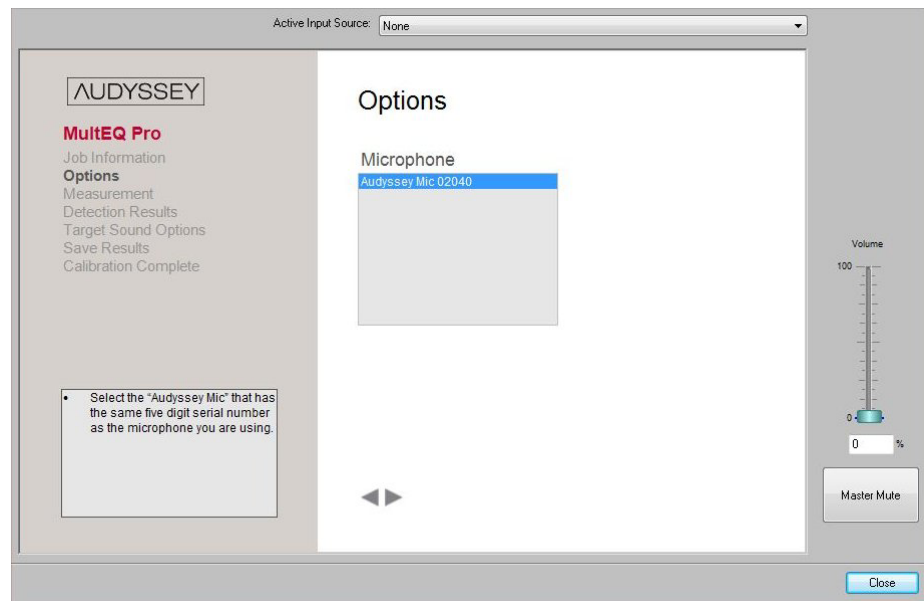 Active Input Source: None
AUDYSSEY
MultEQ Pro
Job Information
Options
Measurement
Detection Results
Target Sound Options
Save Results
Calibration Complete
• Select the "Audyssey Mic" that has
the same five digit serial number
as the microphone you are using.
Options
Microphone
Audyssey Mic 02040
Volume
100
0
0 %
Master Mute
Close